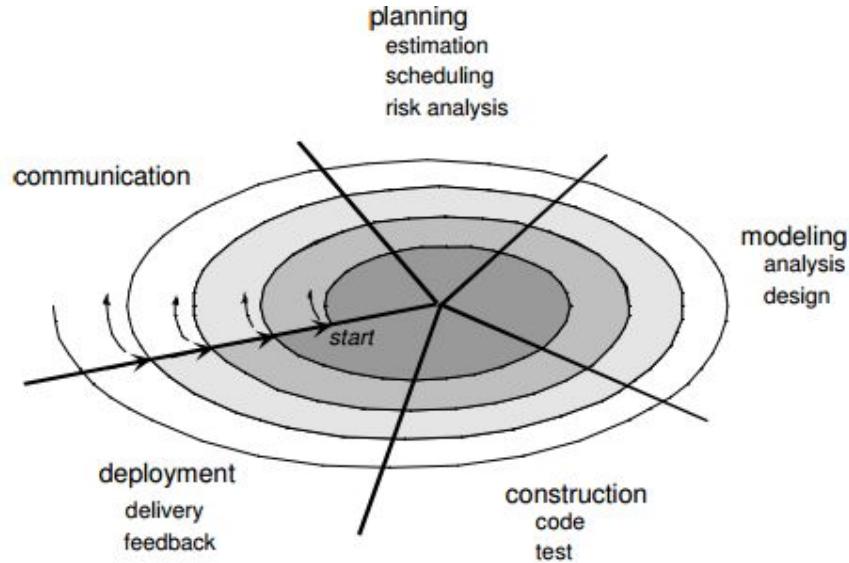 planning
estimation
scheduling
risk analysis
communication
modeling
analysis
design
start
deployment
delivery
feedback
construction
code
test